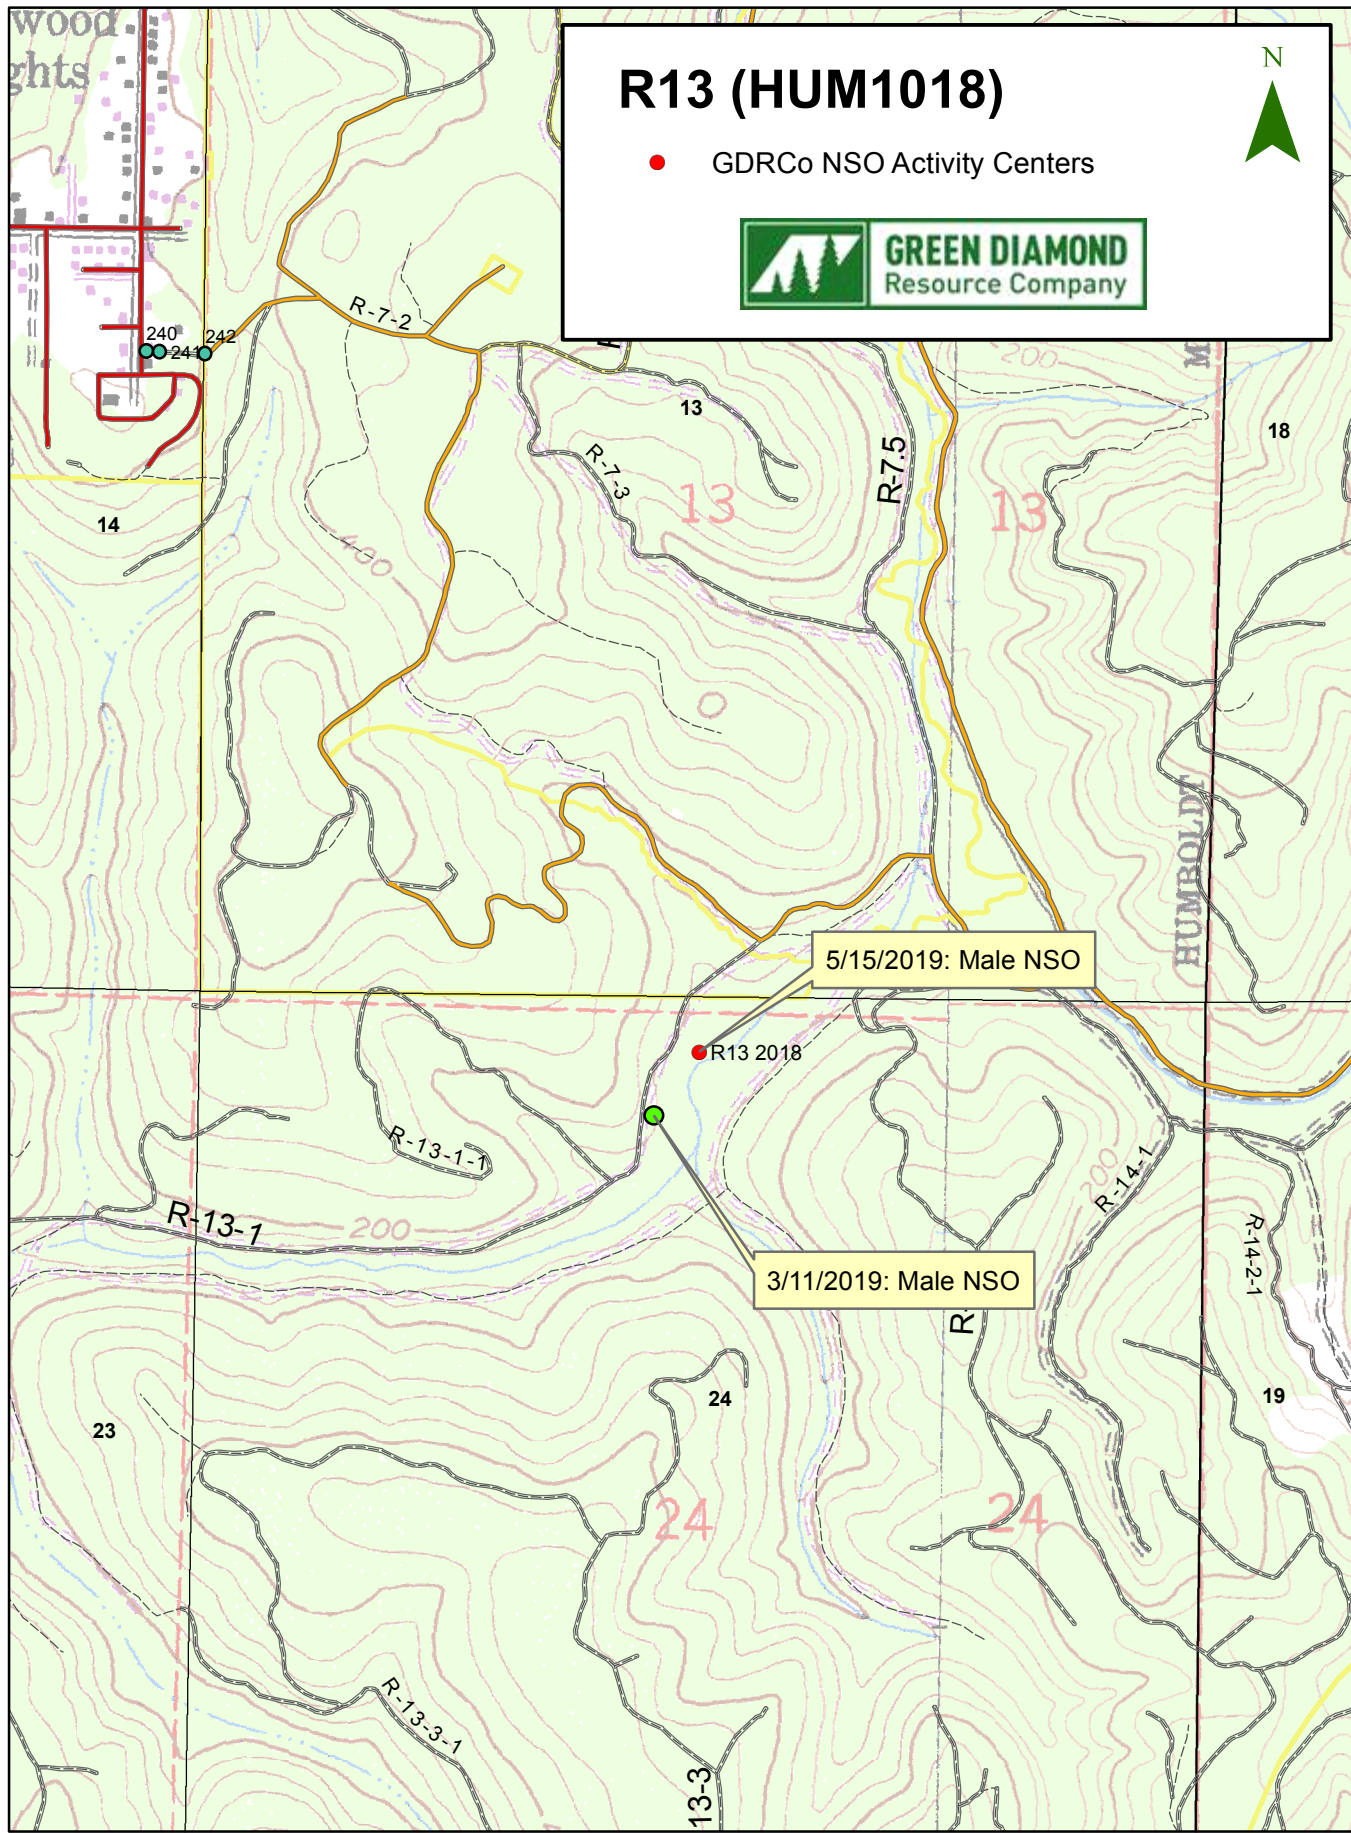 wood
ghts
R13 (HUM1018)
N
GDRCo NSO Activity Centers
GREEN DIAMOND
Resource Company
R-7-2
240
241
242
200
13
18
R-7.5
R-7-3
13
13
14
400
HUMBOLDT
5/15/2019: Male NSO
R13 2018
R-13-1-1
200
R-14-1
R-13-1
200
R-14-2-1
3/11/2019: Male NSO
24
19
23
24
24
R-13-3-1
13-3